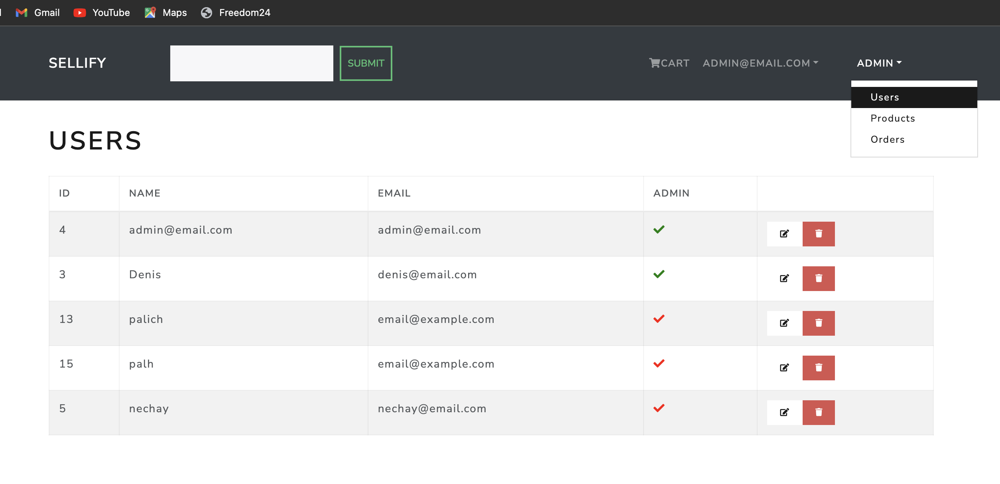 Gmail YouTube Maps Freedom24
SELLIFY SUBMIT CART ADMIN@EMAIL.COM ADMIN
Users
Products
Orders
USERS
ID NAME EMAIL ADMIN
4 admin@email.com admin@email.com
3 Denis denis@email.com
13 palich email@example.com
15 palh email@example.com
5 nechay nechay@email.com